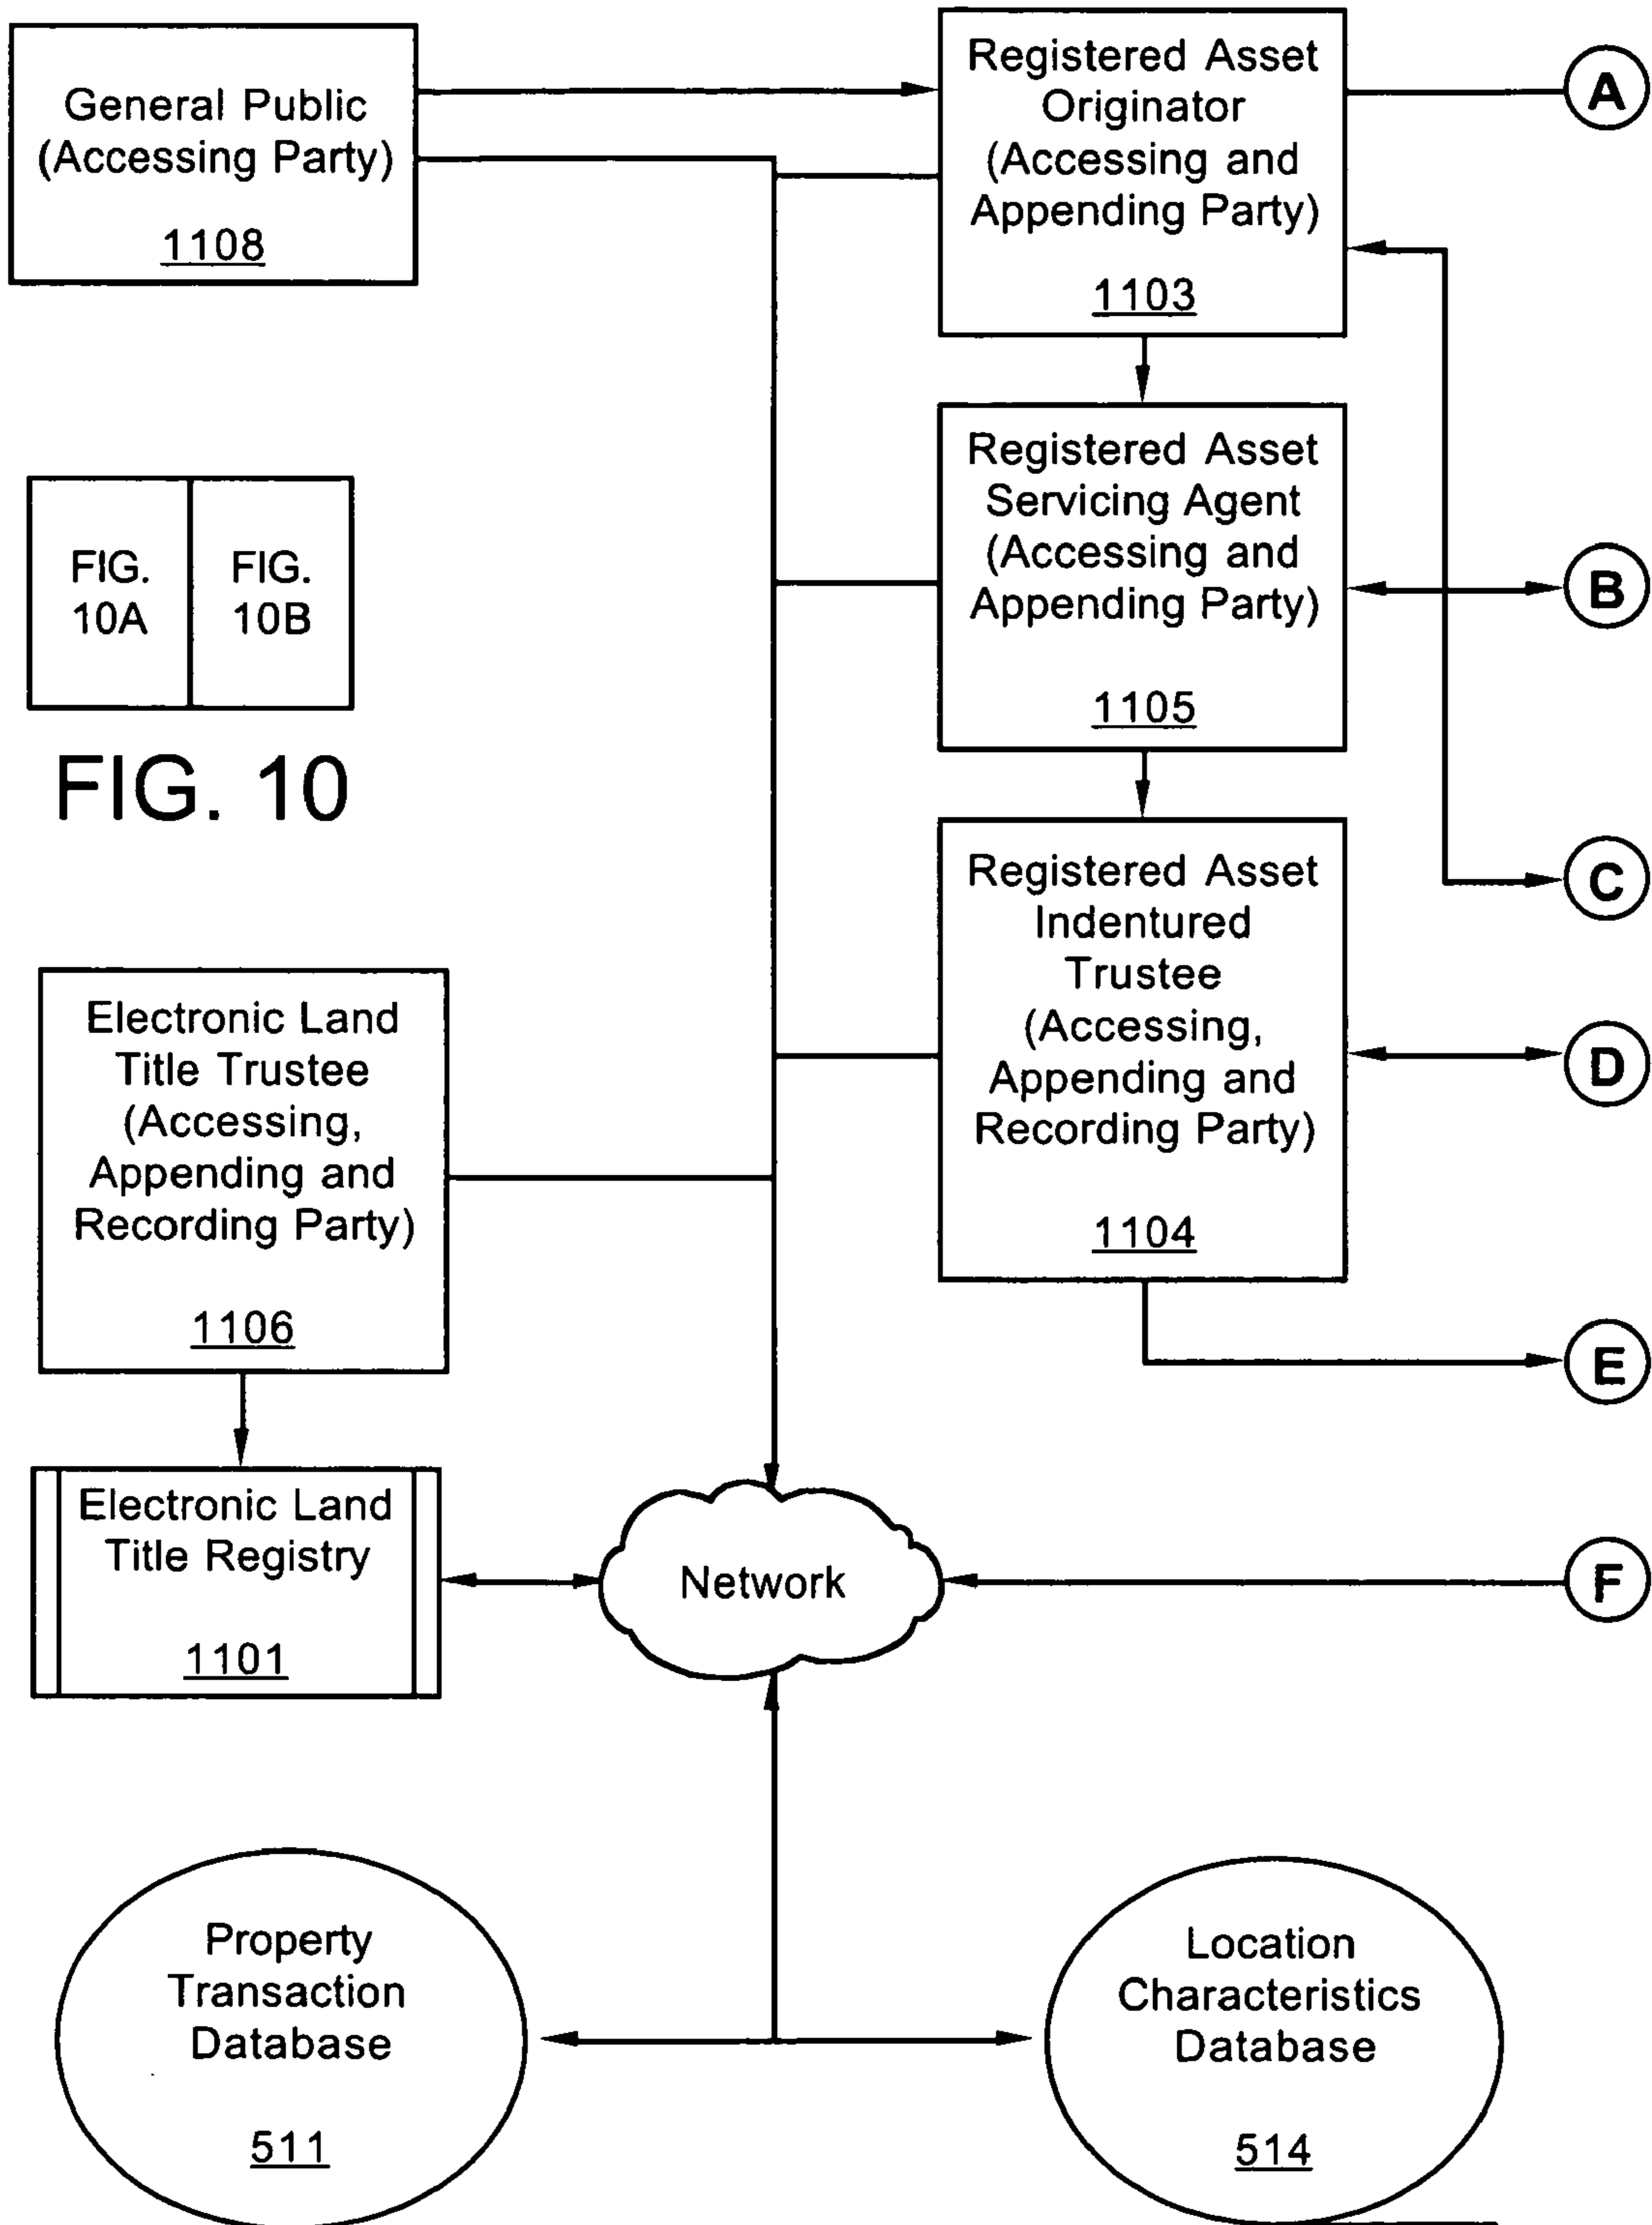 General Public
(Accessing Party)
1108
Registered Asset
Originator
(Accessing and
Appending Party)
1103
A
Registered Asset
Servicing Agent
(Accessing and
Appending Party)
1105
B
FIG.
10A
FIG.
10B
FIG. 10
Registered Asset
Indentured
Trustee
(Accessing,
Appending and
Recording Party)
1104
C
D
E
Electronic Land
Title Trustee
(Accessing,
Appending and
Recording Party)
1106
Electronic Land
Title Registry
1101
Network
F
Property
Transaction
Database
511
Location
Characteristics
Database
514